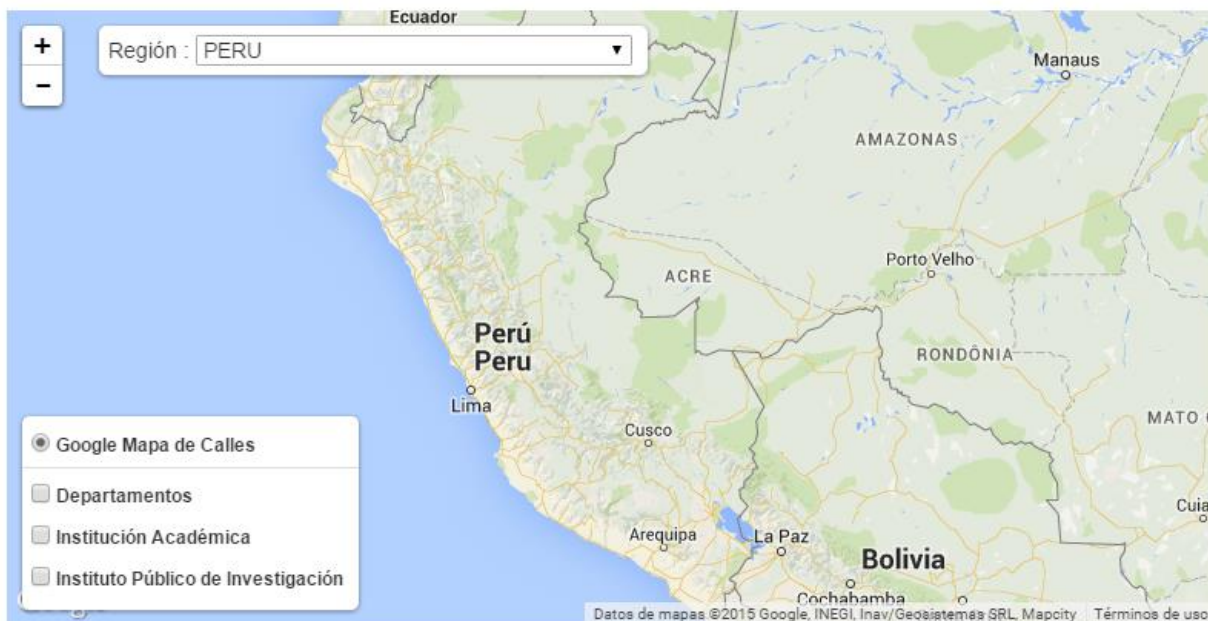 Ecuador
+
Región : PERU
−
Manaus
AMAZONAS
Porto Velho
ACRE
Perú
Peru
RONDÔNIA
Lima
MATO
Cusco
Google Mapa de Calles
Departamentos
Institución Académica
Instituto Público de Investigación
Cuia
Arequipa
La Paz
Bolivia
Cochabamba
Datos de mapas ©2015 Google, INEGI, Inav/Geosistemas SRL, Mapcity Términos de uso